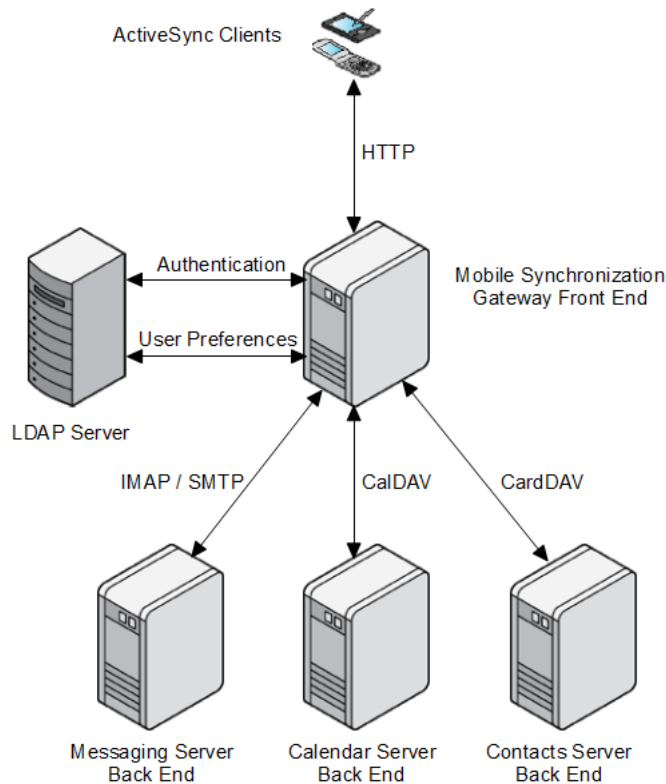 ActiveSync Clients
HTTP
Authentication
Mobile Synchronization
Gateway Front End
User Preferences
LDAP Server
IMAP / SMTP
CalDAV
CardDAV
Messaging Server
Back End
Calendar Server
Back End
Contacts Server
Back End